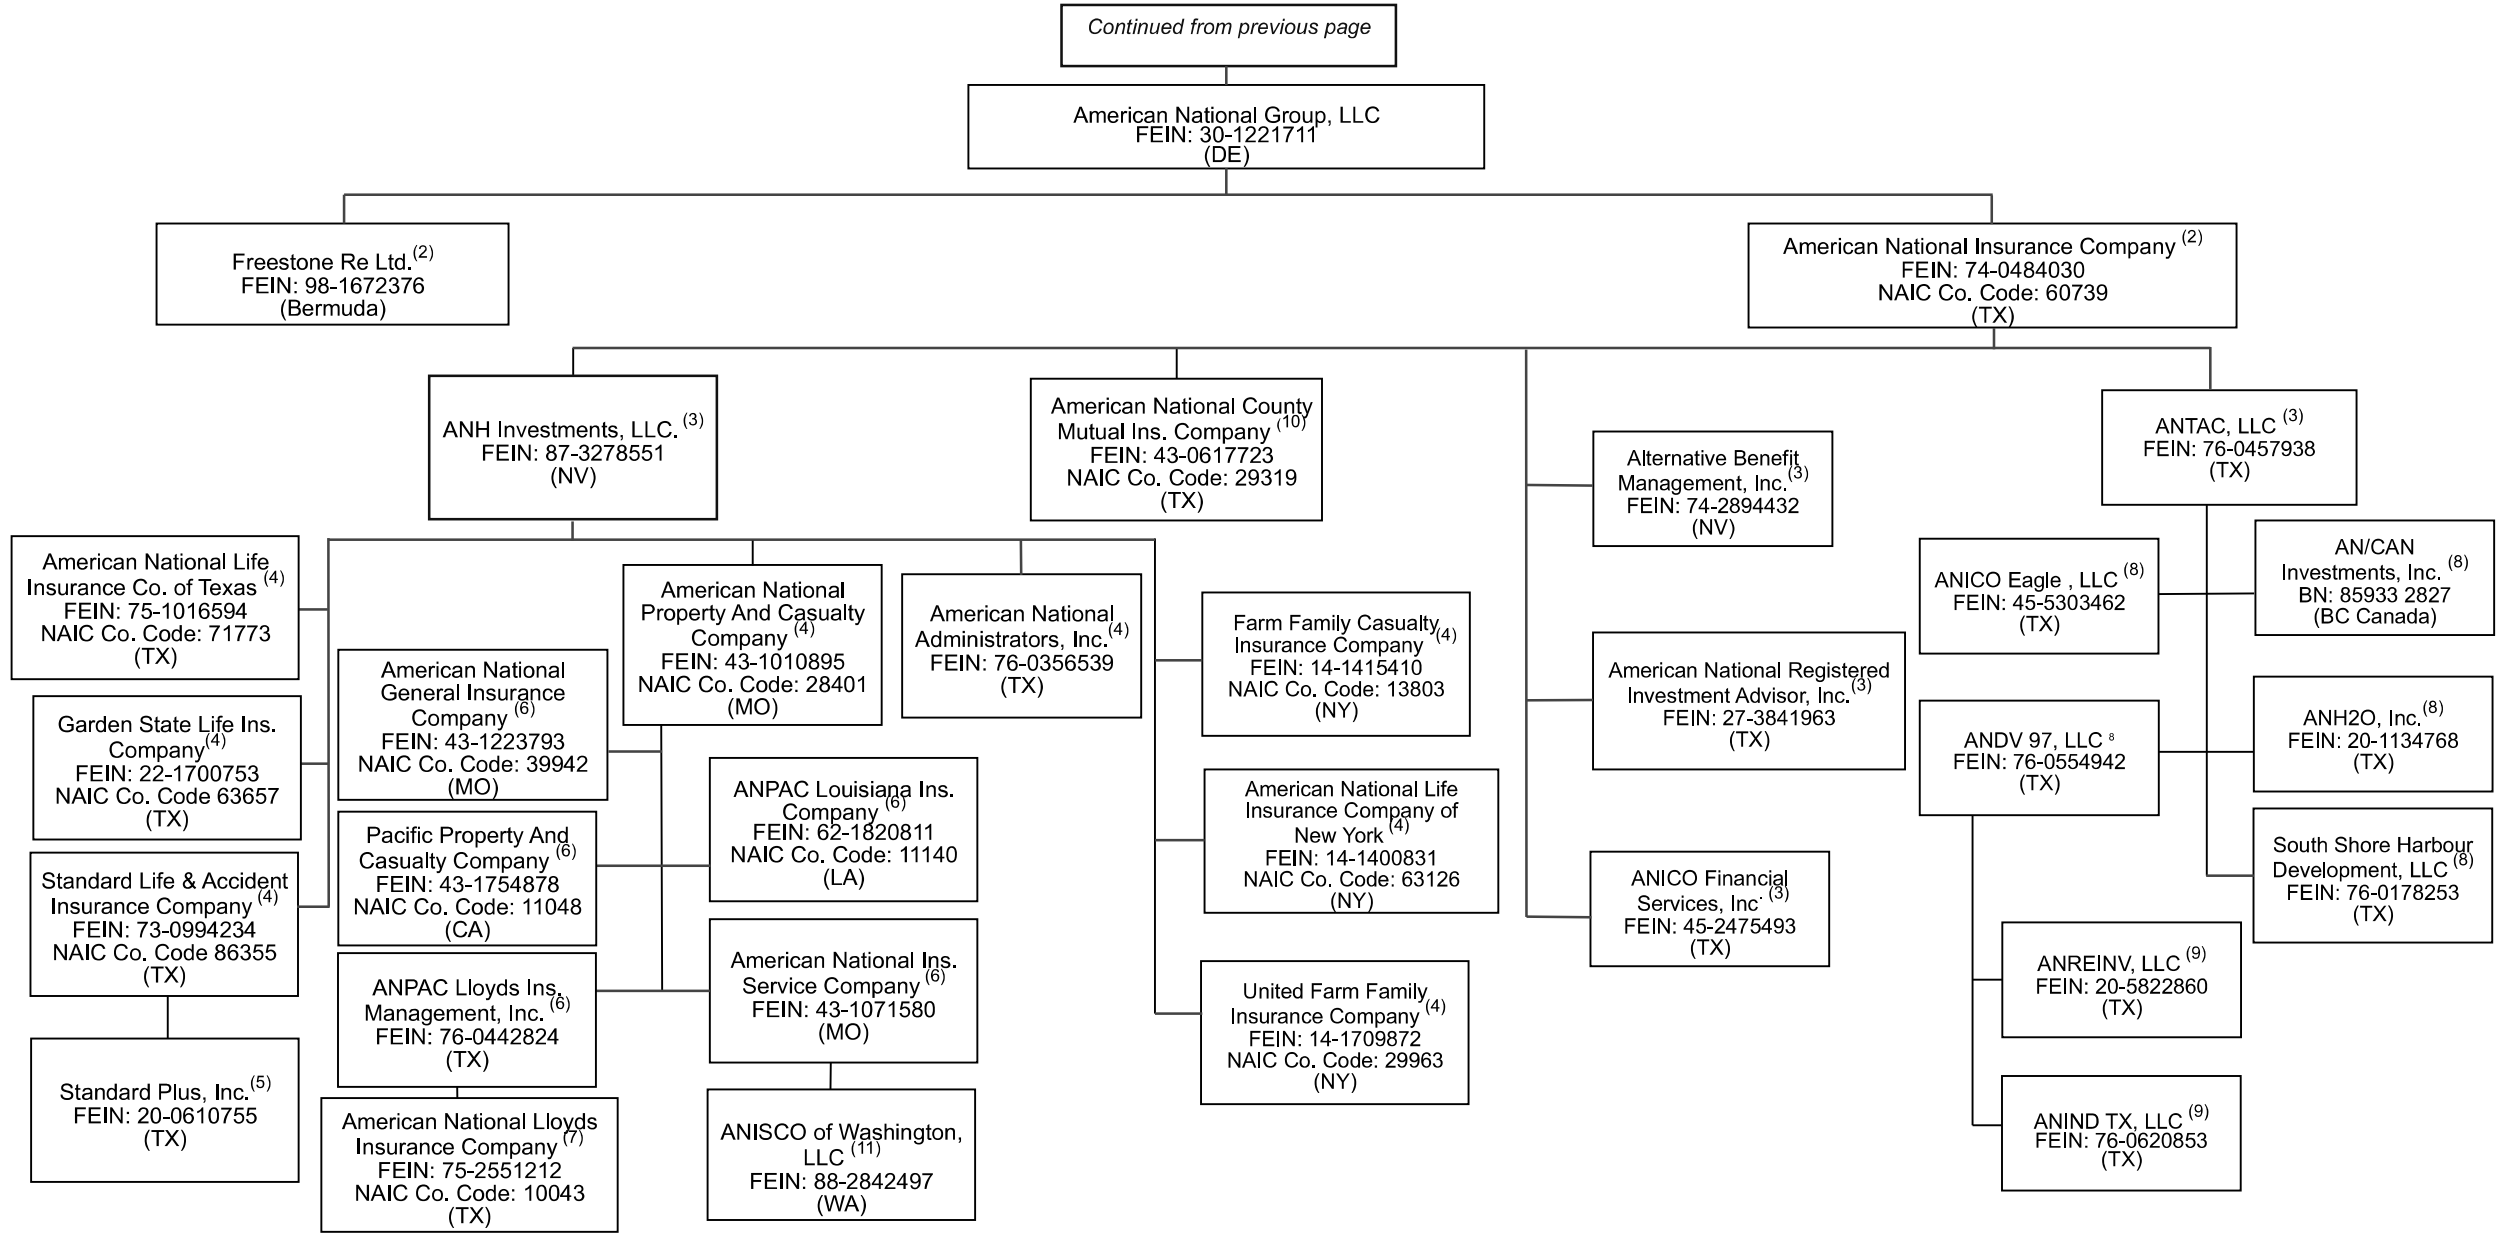 Continued from previous page
American National Group, LLC
FEIN: 30-1221711
(DE)
Freestone Re Ltd.(2)
FEIN: 98-1672376
(Bermuda)
American National Insurance Company (2)
FEIN: 74-0484030
NAIC Co. Code: 60739
(TX)
ANH Investments, LLC. (3)
FEIN: 87-3278551
(NV)
American National County
Mutual Ins. Company (10)
FEIN: 43-0617723
NAIC Co. Code: 29319
(TX)
Alternative Benefit
Management, Inc.(3)
FEIN: 74-2894432
(NV)
ANTAC, LLC (3)
FEIN: 76-0457938
(TX)
American National Life
Insurance Co. of Texas (4)
FEIN: 75-1016594
NAIC Co. Code: 71773
(TX)
American National
Property And Casualty
Company (4)
FEIN: 43-1010895
NAIC Co. Code: 28401
(MO)
American National
Administrators, Inc.(4)
FEIN: 76-0356539
(TX)
Farm Family Casualty
Insurance Company (4)
FEIN: 14-1415410
NAIC Co. Code: 13803
(NY)
ANICO Eagle , LLC (8)
FEIN: 45-5303462
(TX)
AN/CAN
Investments, Inc. (8)
BN: 85933 2827
(BC Canada)
American National
General Insurance
Company (6)
FEIN: 43-1223793
NAIC Co. Code: 39942
(MO)
American National Registered
Investment Advisor, Inc.(3)
FEIN: 27-3841963
(TX)
Garden State Life Ins.
Company(4)
FEIN: 22-1700753
NAIC Co. Code 63657
(TX)
ANDV 97, LLC 8
FEIN: 76-0554942
(TX)
ANH2O, Inc.(8)
FEIN: 20-1134768
(TX)
ANPAC Louisiana Ins.
Company (6)
FEIN: 62-1820811
NAIC Co. Code: 11140
(LA)
American National Life
Insurance Company of
New York (4)
FEIN: 14-1400831
NAIC Co. Code: 63126
(NY)
Pacific Property And
Casualty Company (6)
FEIN: 43-1754878
NAIC Co. Code: 11048
(CA)
South Shore Harbour
Development, LLC (8)
FEIN: 76-0178253
(TX)
Standard Life & Accident
Insurance Company (4)
FEIN: 73-0994234
NAIC Co. Code 86355
(TX)
ANICO Financial
Services, Inc. (3)
FEIN: 45-2475493
(TX)
ANPAC Lloyds Ins.
Management, Inc. (6)
FEIN: 76-0442824
(TX)
American National Ins.
Service Company (6)
FEIN: 43-1071580
(MO)
United Farm Family
Insurance Company (4)
FEIN: 14-1709872
NAIC Co. Code: 29963
(NY)
ANREINV, LLC (9)
FEIN: 20-5822860
(TX)
Standard Plus, Inc.(5)
FEIN: 20-0610755
(TX)
American National Lloyds
Insurance Company (7)
FEIN: 75-2551212
NAIC Co. Code: 10043
(TX)
ANISCO of Washington,
LLC (11)
FEIN: 88-2842497
(WA)
ANIND TX, LLC (9)
FEIN: 76-0620853
(TX)